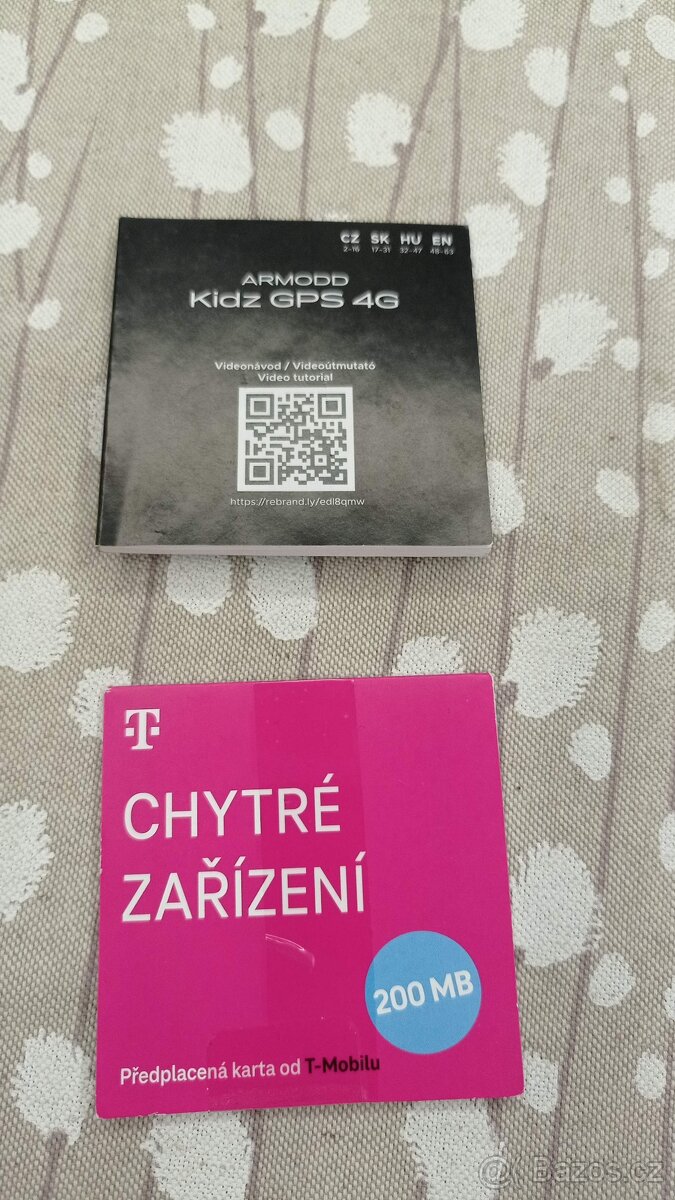 CZ SK HU EN
2-16 17-31 32-47 48-63
ARMODD
Kidz GPS 4G
Videonávod / Videoútmutató
Video tutorial
https://rebrand.ly/edl8qmw
T
CHYTRÉ
ZAŘÍZENÍ
200 MB
Předplacená karta od T-Mobilu
Bazos.cz